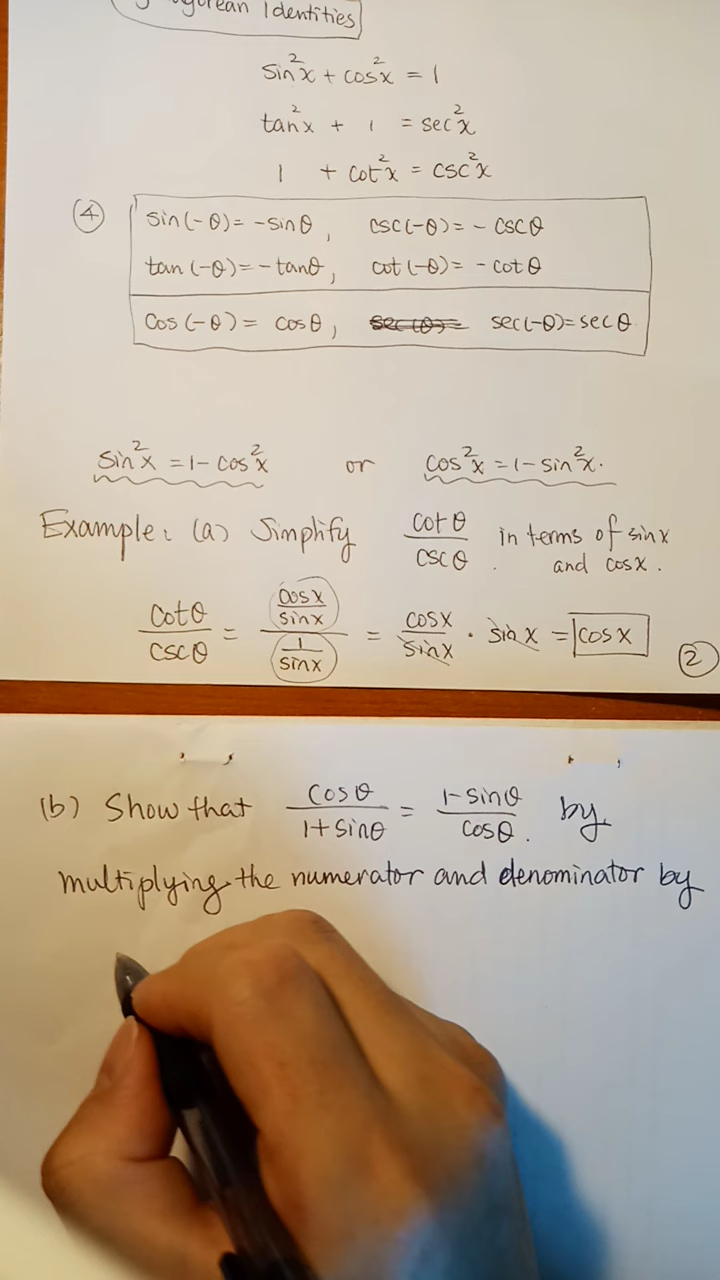 Identities
sin²x + cos²x = 1
tan²x + 1 = sec²x
1 + cot²x = csc²x
④
sin(-θ) = -sinθ, csc(-θ) = - cscθ
tan(-θ) = -tanθ, cot(-θ) = - cotθ
cos(-θ) = cosθ, sec(-θ) = secθ
sin²x = 1 - cos²x or cos²x = 1 - sin²x.
Example: (a) Simplify cotθ/cscθ in terms of sinx
and cosx.
cotθ/cscθ = (cosx/sinx)/(1/sinx) = cosx/sinx · sinx = cosx
②
(b) Show that cosθ/1+sinθ = 1-sinθ/cosθ. by
multiplying the numerator and denominator by